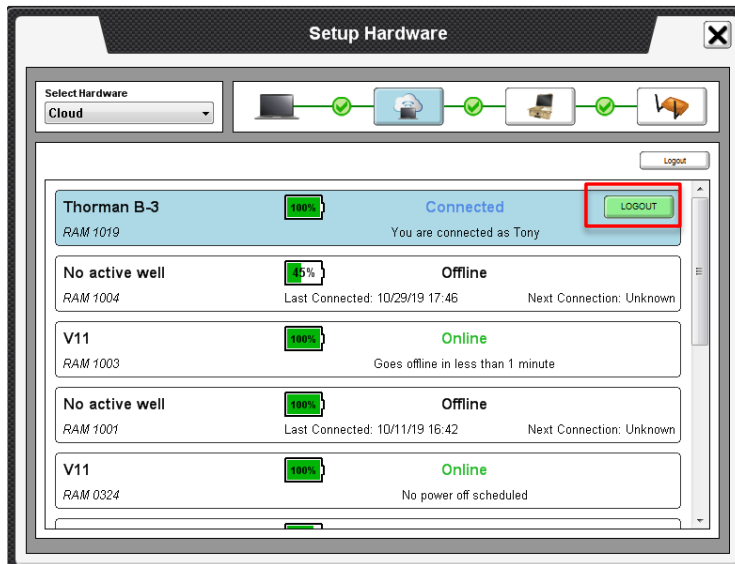 Setup Hardware
Select Hardware
Cloud
Logout
Thorman B-3
100%
Connected
LOGOUT
RAM 1019
You are connected as Tony
No active well
45%
Offline
RAM 1004
Last Connected: 10/29/19 17:46
Next Connection: Unknown
V11
100%
Online
RAM 1003
Goes offline in less than 1 minute
No active well
100%
Offline
RAM 1001
Last Connected: 10/11/19 16:42
Next Connection: Unknown
V11
100%
Online
RAM 0324
No power off scheduled